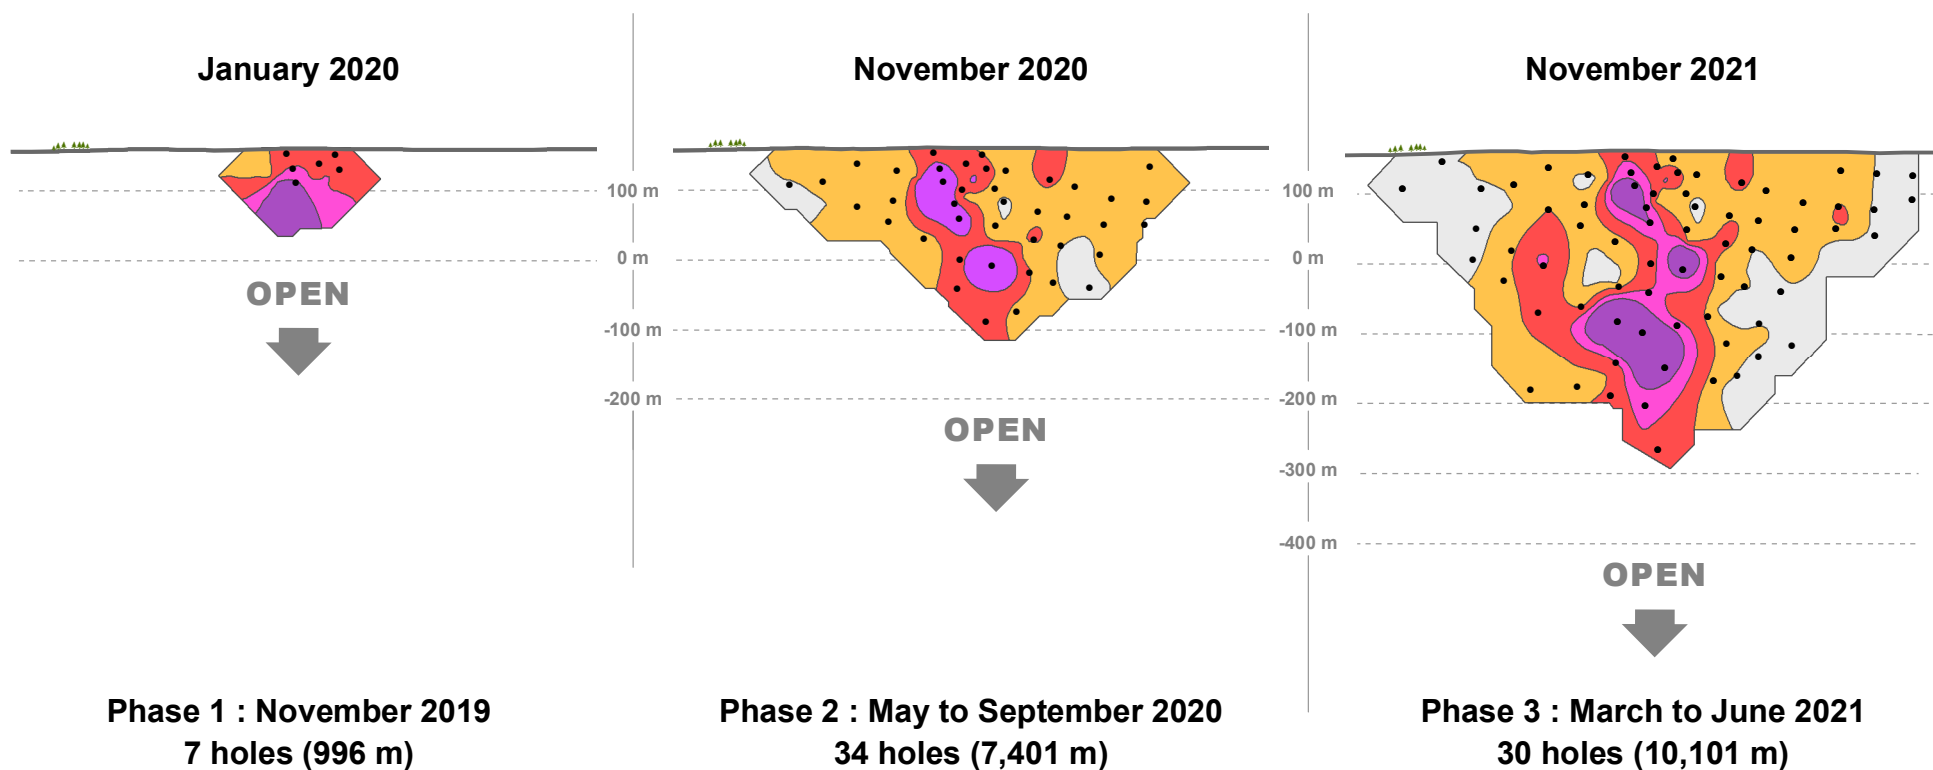 January 2020
November 2020
November 2021
100 m
0 m
-100 m
-200 m
OPEN
100 m
0 m
-100 m
-200 m
-300 m
-400 m
OPEN
OPEN
Phase 1 : November 2019
7 holes (996 m)
Phase 2 : May to September 2020
34 holes (7,401 m)
Phase 3 : March to June 2021
30 holes (10,101 m)